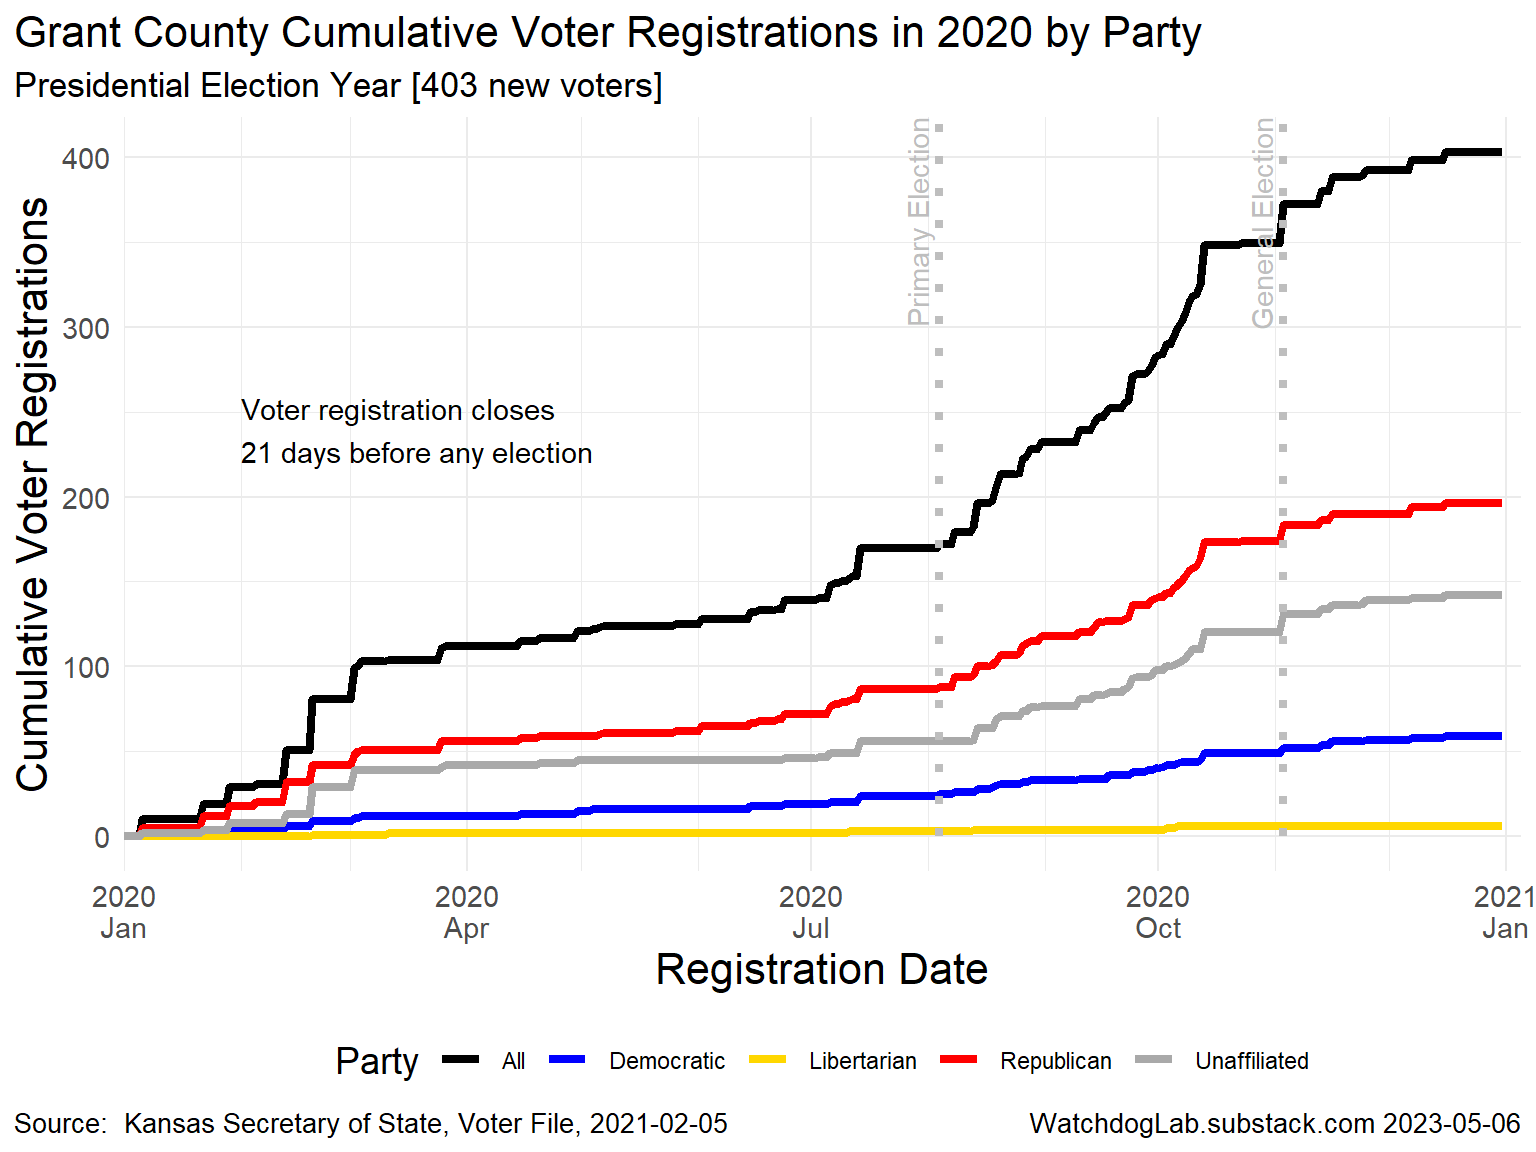 Grant County Cumulative Voter Registrations in 2020 by Party
Presidential Election Year [403 new voters]
Cumulative Voter Registrations
400
300
200
100
0
Primary Election
General Election
Voter registration closes
21 days before any election
2020 2020 2020 2020 2021
Jan Apr Jul Oct Jan
Registration Date
Party All Democratic Libertarian Republican Unaffiliated
Source:  Kansas Secretary of State, Voter File, 2021-02-05
WatchdogLab.substack.com 2023-05-06